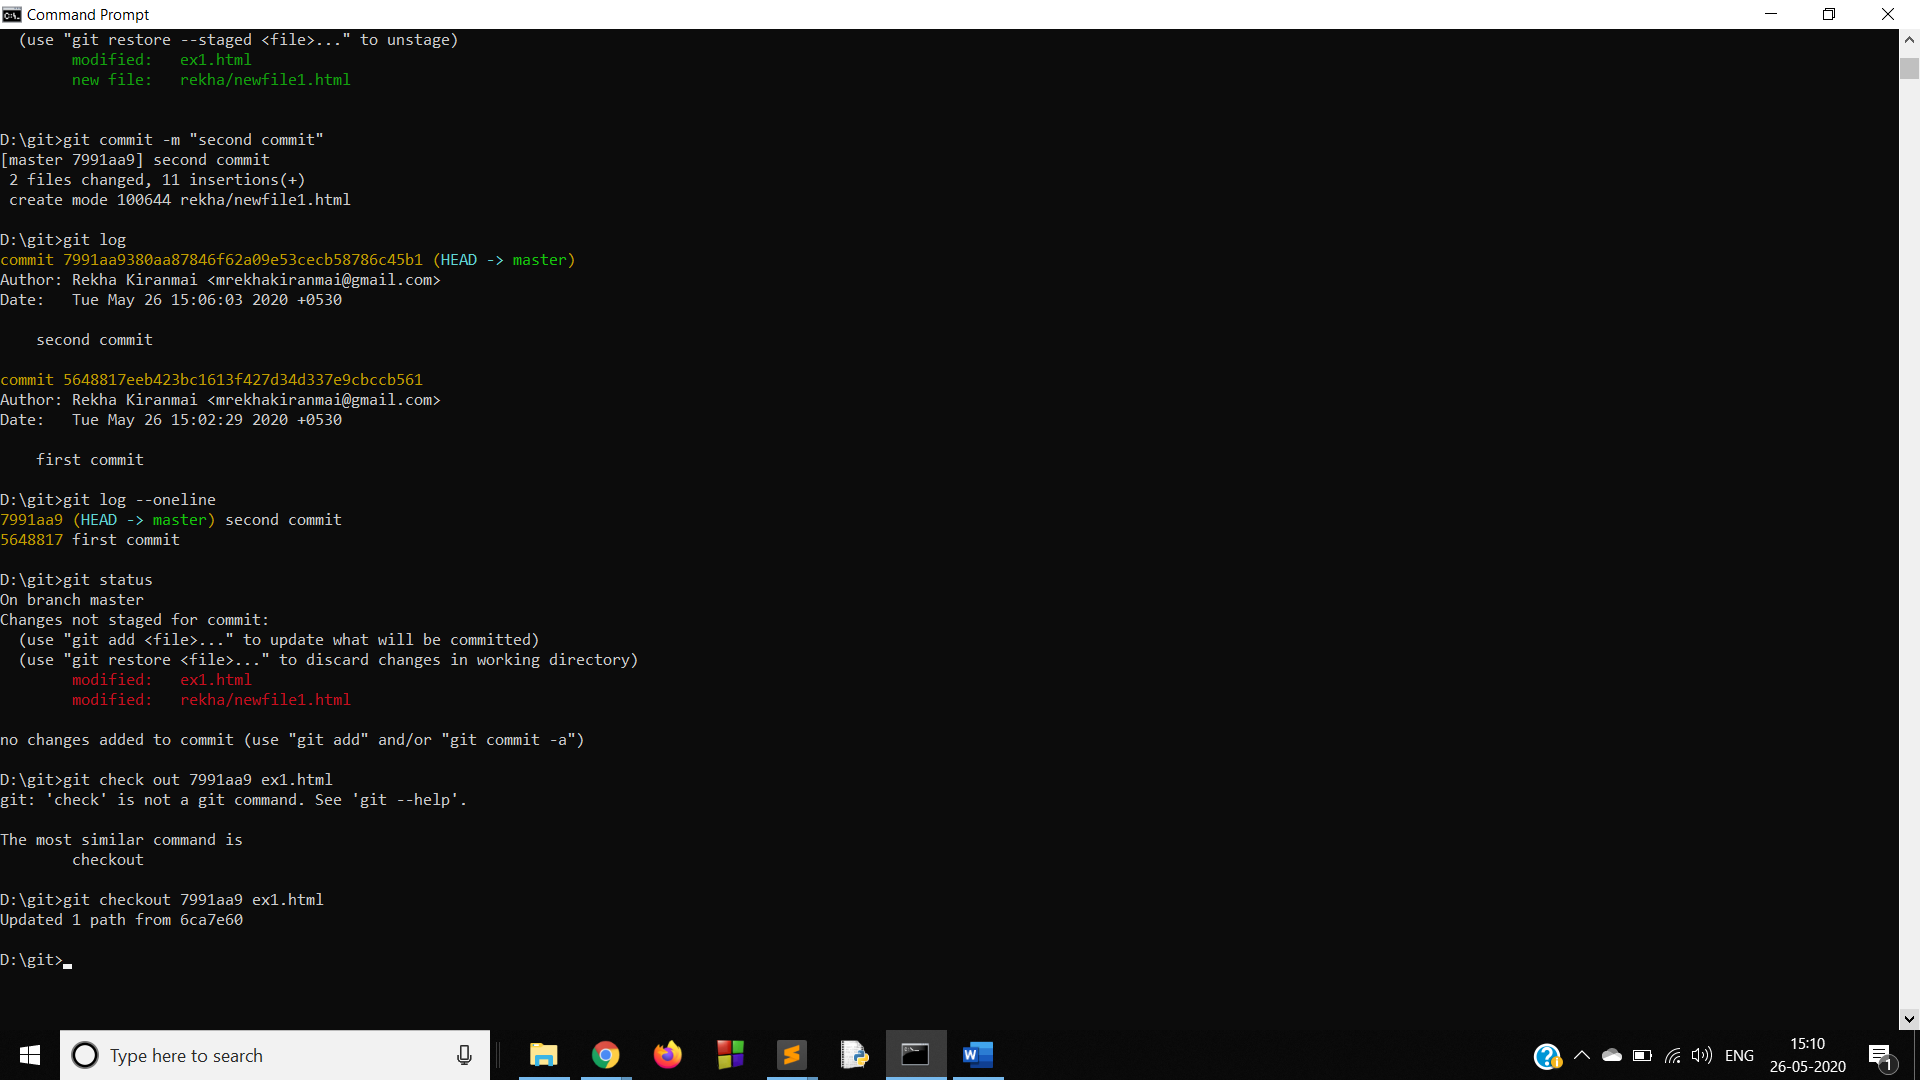 Command Prompt
(use "git restore --staged <file>..." to unstage)
modified:   ex1.html
new file:   rekha/newfile1.html
D:\git>git commit -m "second commit"
[master 7991aa9] second commit
2 files changed, 11 insertions(+)
create mode 100644 rekha/newfile1.html
D:\git>git log
commit 7991aa9380aa87846f62a09e53cecb58786c45b1 (HEAD -> master)
Author: Rekha Kiranmai <mrekhakiranmai@gmail.com>
Date:   Tue May 26 15:06:03 2020 +0530
second commit
commit 5648817eeb423bc1613f427d34d337e9cbccb561
Author: Rekha Kiranmai <mrekhakiranmai@gmail.com>
Date:   Tue May 26 15:02:29 2020 +0530
first commit
D:\git>git log --oneline
7991aa9 (HEAD -> master) second commit
5648817 first commit
D:\git>git status
On branch master
Changes not staged for commit:
(use "git add <file>..." to update what will be committed)
(use "git restore <file>..." to discard changes in working directory)
modified:   ex1.html
modified:   rekha/newfile1.html
no changes added to commit (use "git add" and/or "git commit -a")
D:\git>git check out 7991aa9 ex1.html
git: 'check' is not a git command. See 'git --help'.
The most similar command is
checkout
D:\git>git checkout 7991aa9 ex1.html
Updated 1 path from 6ca7e60
D:\git>
Type here to search
ENG
15:10
26-05-2020
1